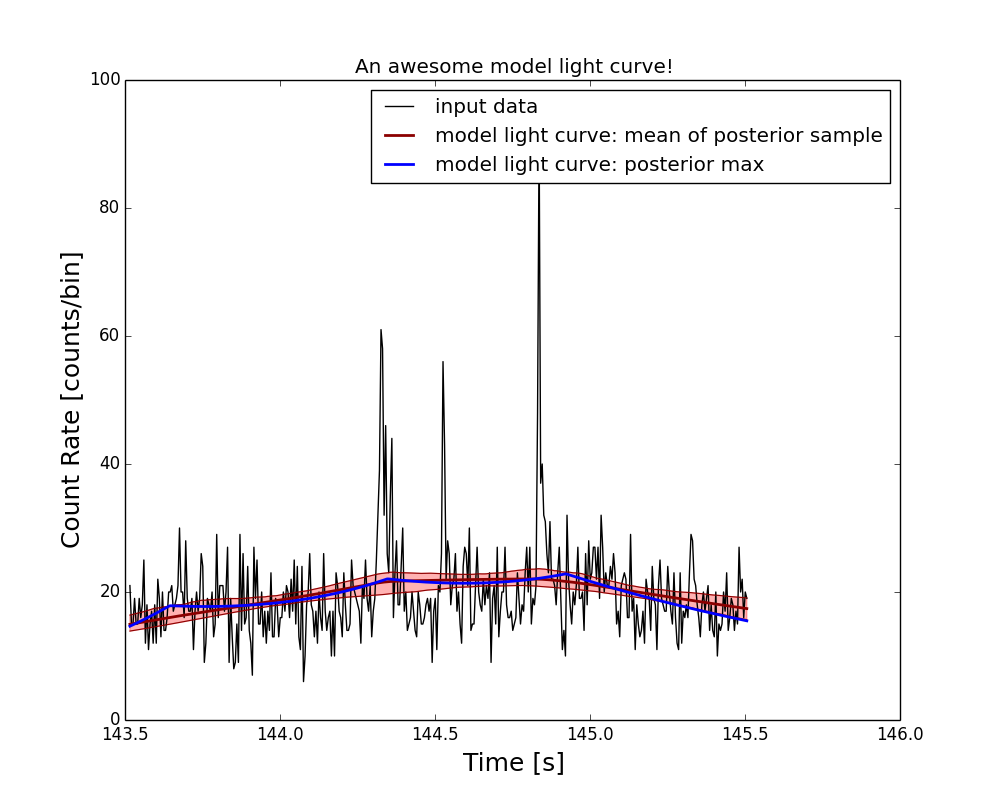 An awesome model light curve!
100
input data
model light curve: mean of posterior sample
model light curve: posterior max
80
60
40
20
0
Count Rate [counts/bin]
143.5 144.0 144.5 145.0 145.5 146.0
Time [s]